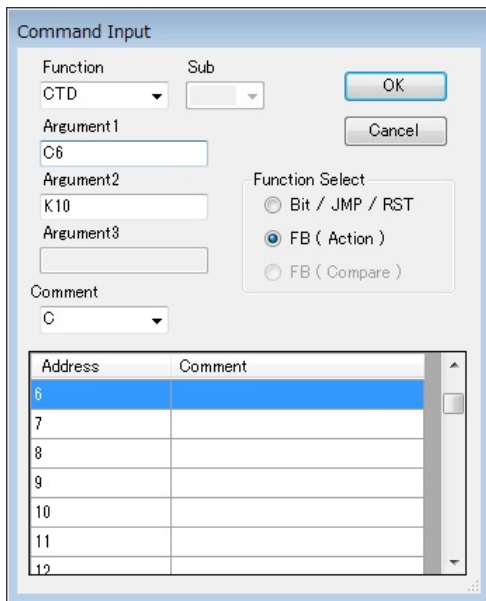 Command Input
Function Sub
CTD
OK
Argument1
C6
Cancel
Argument2
K10
Function Select
Bit / JMP / RST
Argument3
FB ( Action )
FB ( Compare )
Comment
C
Address Comment
6
7
8
9
10
11
12